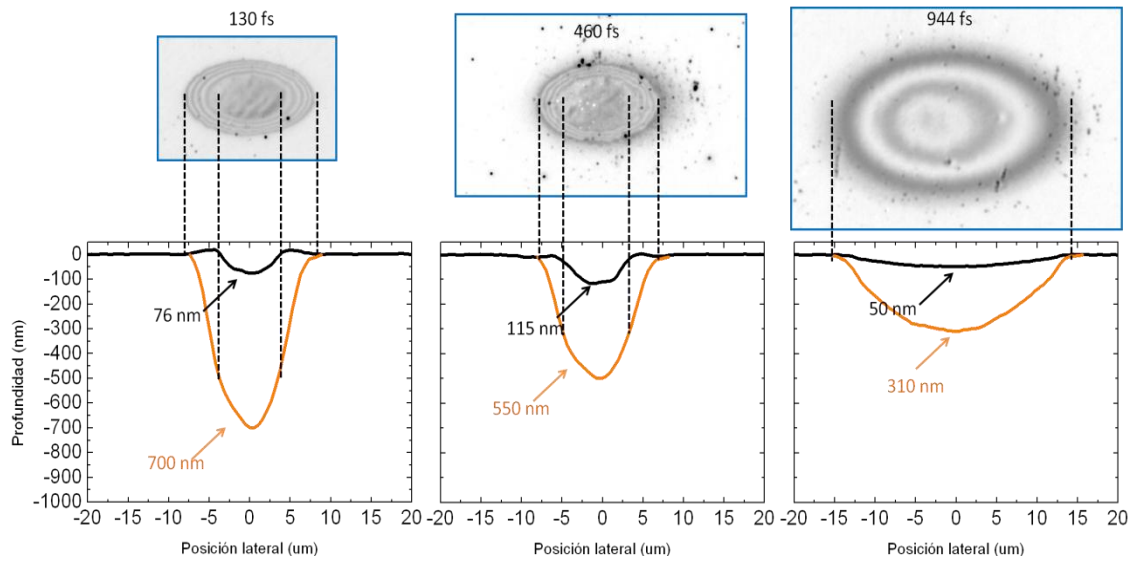 130 fs
460 fs
944 fs
0
-100
-200
-300
-400
-500
-600
-700
-800
-900
-1000
Profundidad (nm)
76 nm
700 nm
115 nm
550 nm
50 nm
310 nm
-20 -15 -10 -5 0 5 10 15 20
-20 -15 -10 -5 0 5 10 15 20
-20 -15 -10 -5 0 5 10 15 20
Posición lateral (um)
Posición lateral (um)
Posición lateral (um)